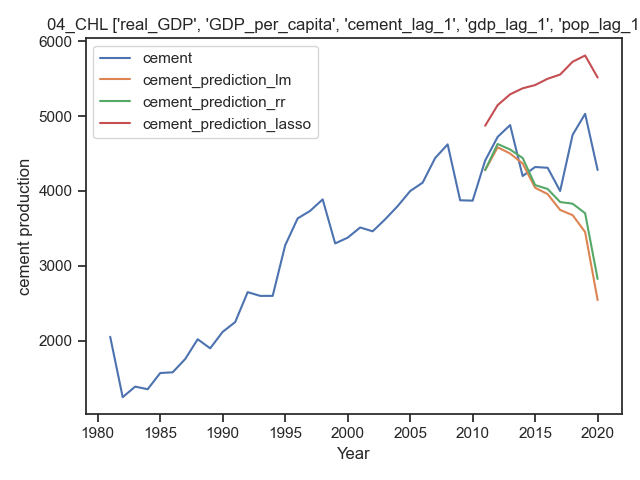 04_CHL ['real_GDP', 'GDP_per_capita', 'cement_lag_1', 'gdp_lag_1', 'pop_lag_1
cement
cement_prediction_lm
cement_prediction_rr
cement_prediction_lasso
6000
5000
4000
3000
2000
cement production
1980
1985
1990
1995
2000
2005
2010
2015
2020
Year